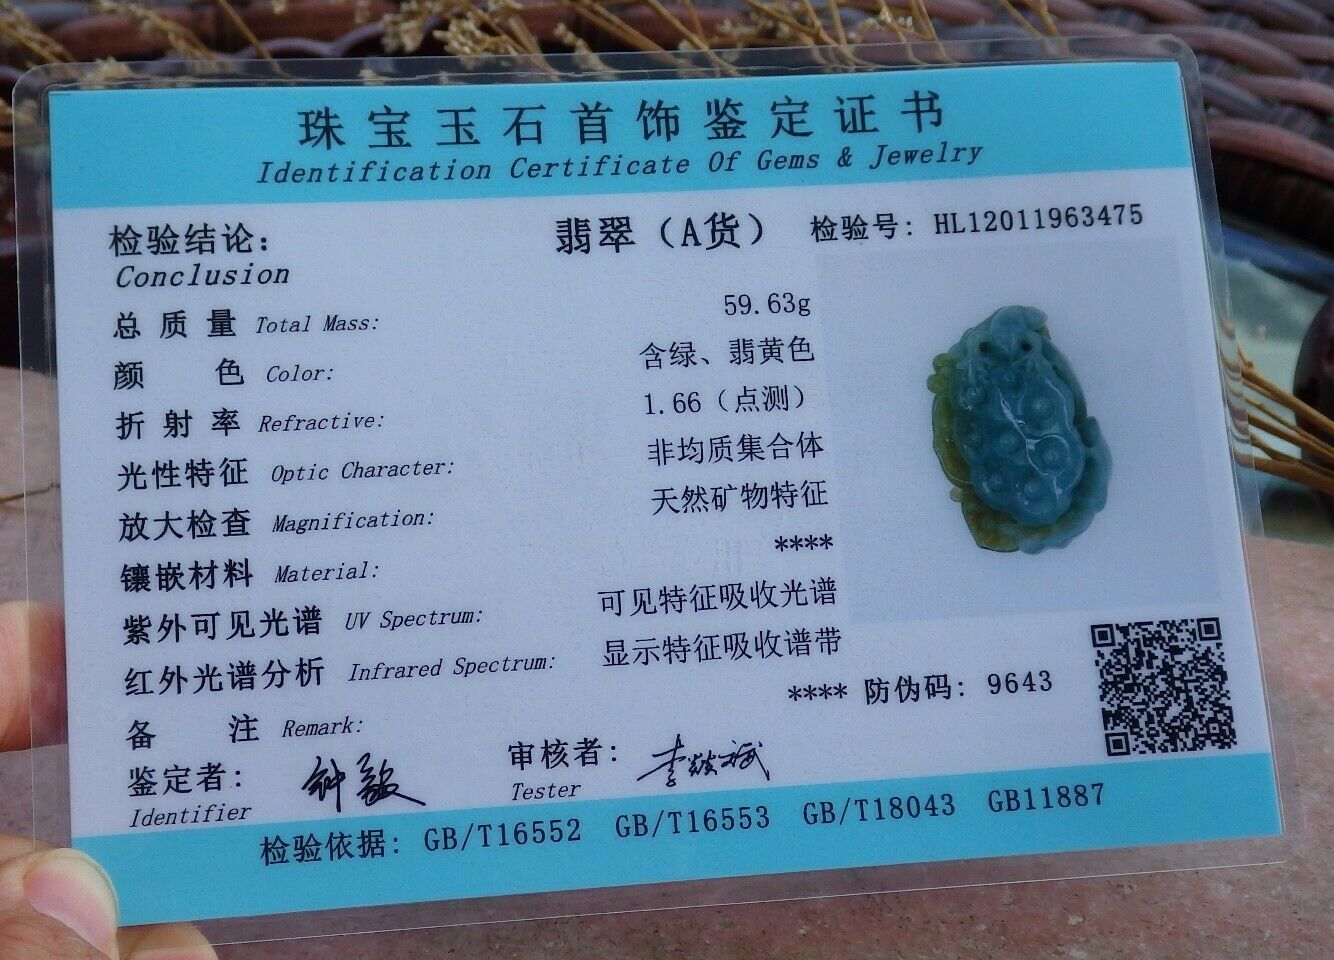 珠宝玉石首饰鉴定证书
Identification Certificate Of Gems & Jewelry
检验结论: 翡翠（A货） 检验号: HL12011963475
Conclusion
总质量 Total Mass: 59.63g
颜色 Color: 含绿、翡黄色
折射率 Refractive: 1.66（点测）
光性特征 Optic Character: 非均质集合体
放大检查 Magnification: 天然矿物特征
镶嵌材料 Material: ****
紫外可见光谱 UV Spectrum: 可见特征吸收光谱
红外光谱分析 Infrared Spectrum: 显示特征吸收谱带
备注 Remark: **** 防伪码: 9643
鉴定者: 审核者:
Identifier Tester
检验依据: GB/T16552 GB/T16553 GB/T18043 GB11887